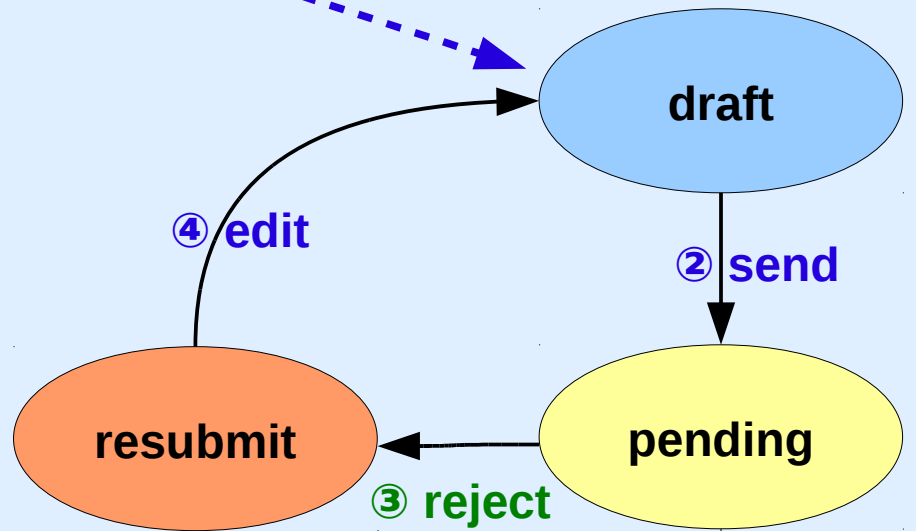 draft
④ edit
② send
resubmit
pending
③ reject